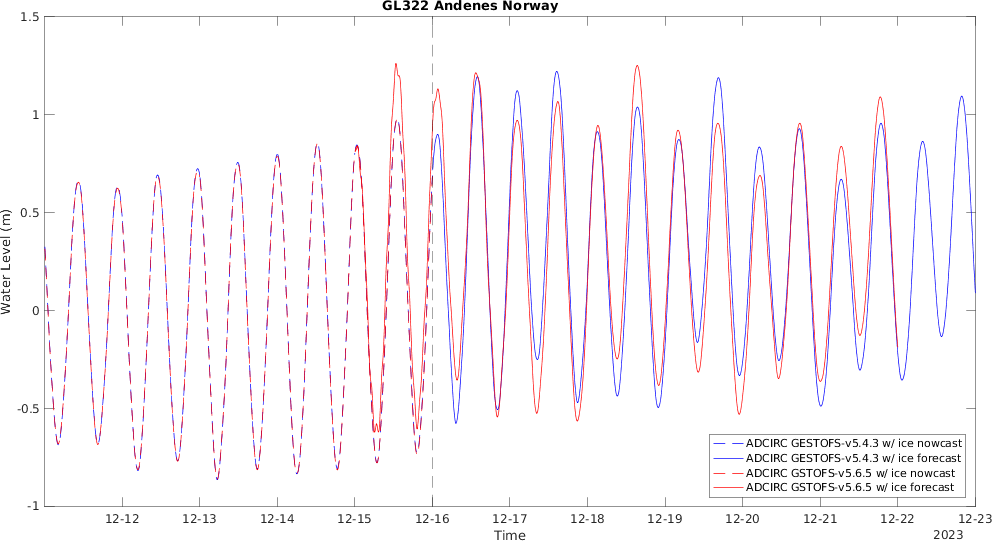 GL322 Andenes Norway
1.5
1
0.5
0
-0.5
-1
Water Level (m)
12-12
12-13
12-14
12-15
12-16
12-17
12-18
12-19
12-20
12-21
12-22
12-23
Time
2023
ADCIRC GESTOFS-v5.4.3 w/ ice nowcast
ADCIRC GESTOFS-v5.4.3 w/ ice forecast
ADCIRC GSTOFS-v5.6.5 w/ ice nowcast
ADCIRC GSTOFS-v5.6.5 w/ ice forecast